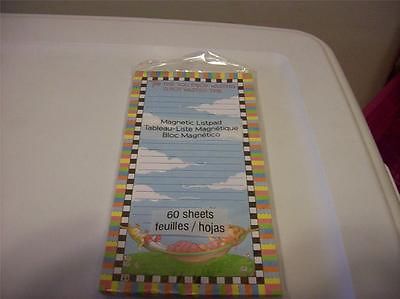 Magnetic Listpad
Tableau-Liste Magnétique
Bloc Magnético
60 sheets
feuilles / hojas